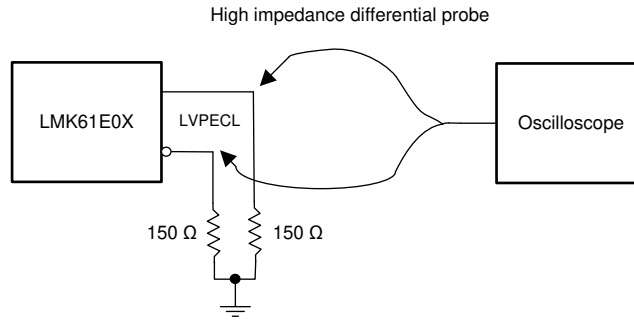 High impedance differential probe
LMK61E0X
LVPECL
Oscilloscope
150 Ω
150 Ω